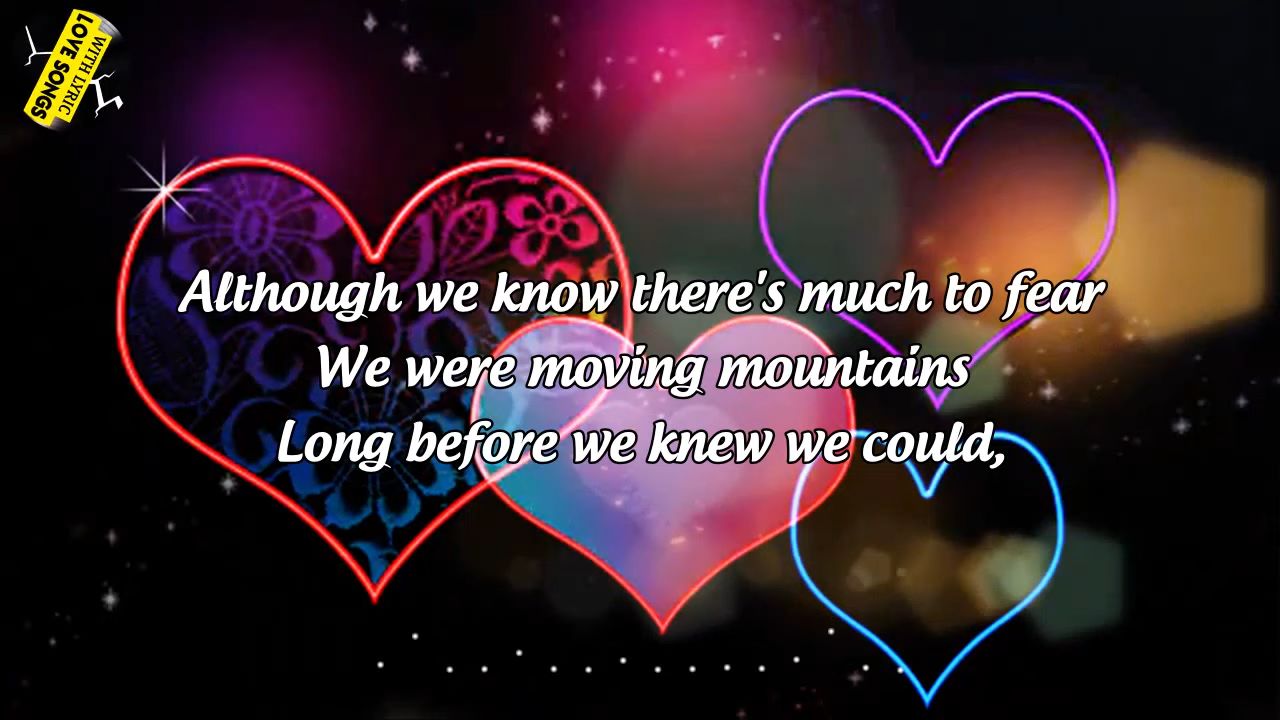 LOVE SONGS
WITH LYRIC
Although we know there's much to fear
We were moving mountains
Long before we knew we could,